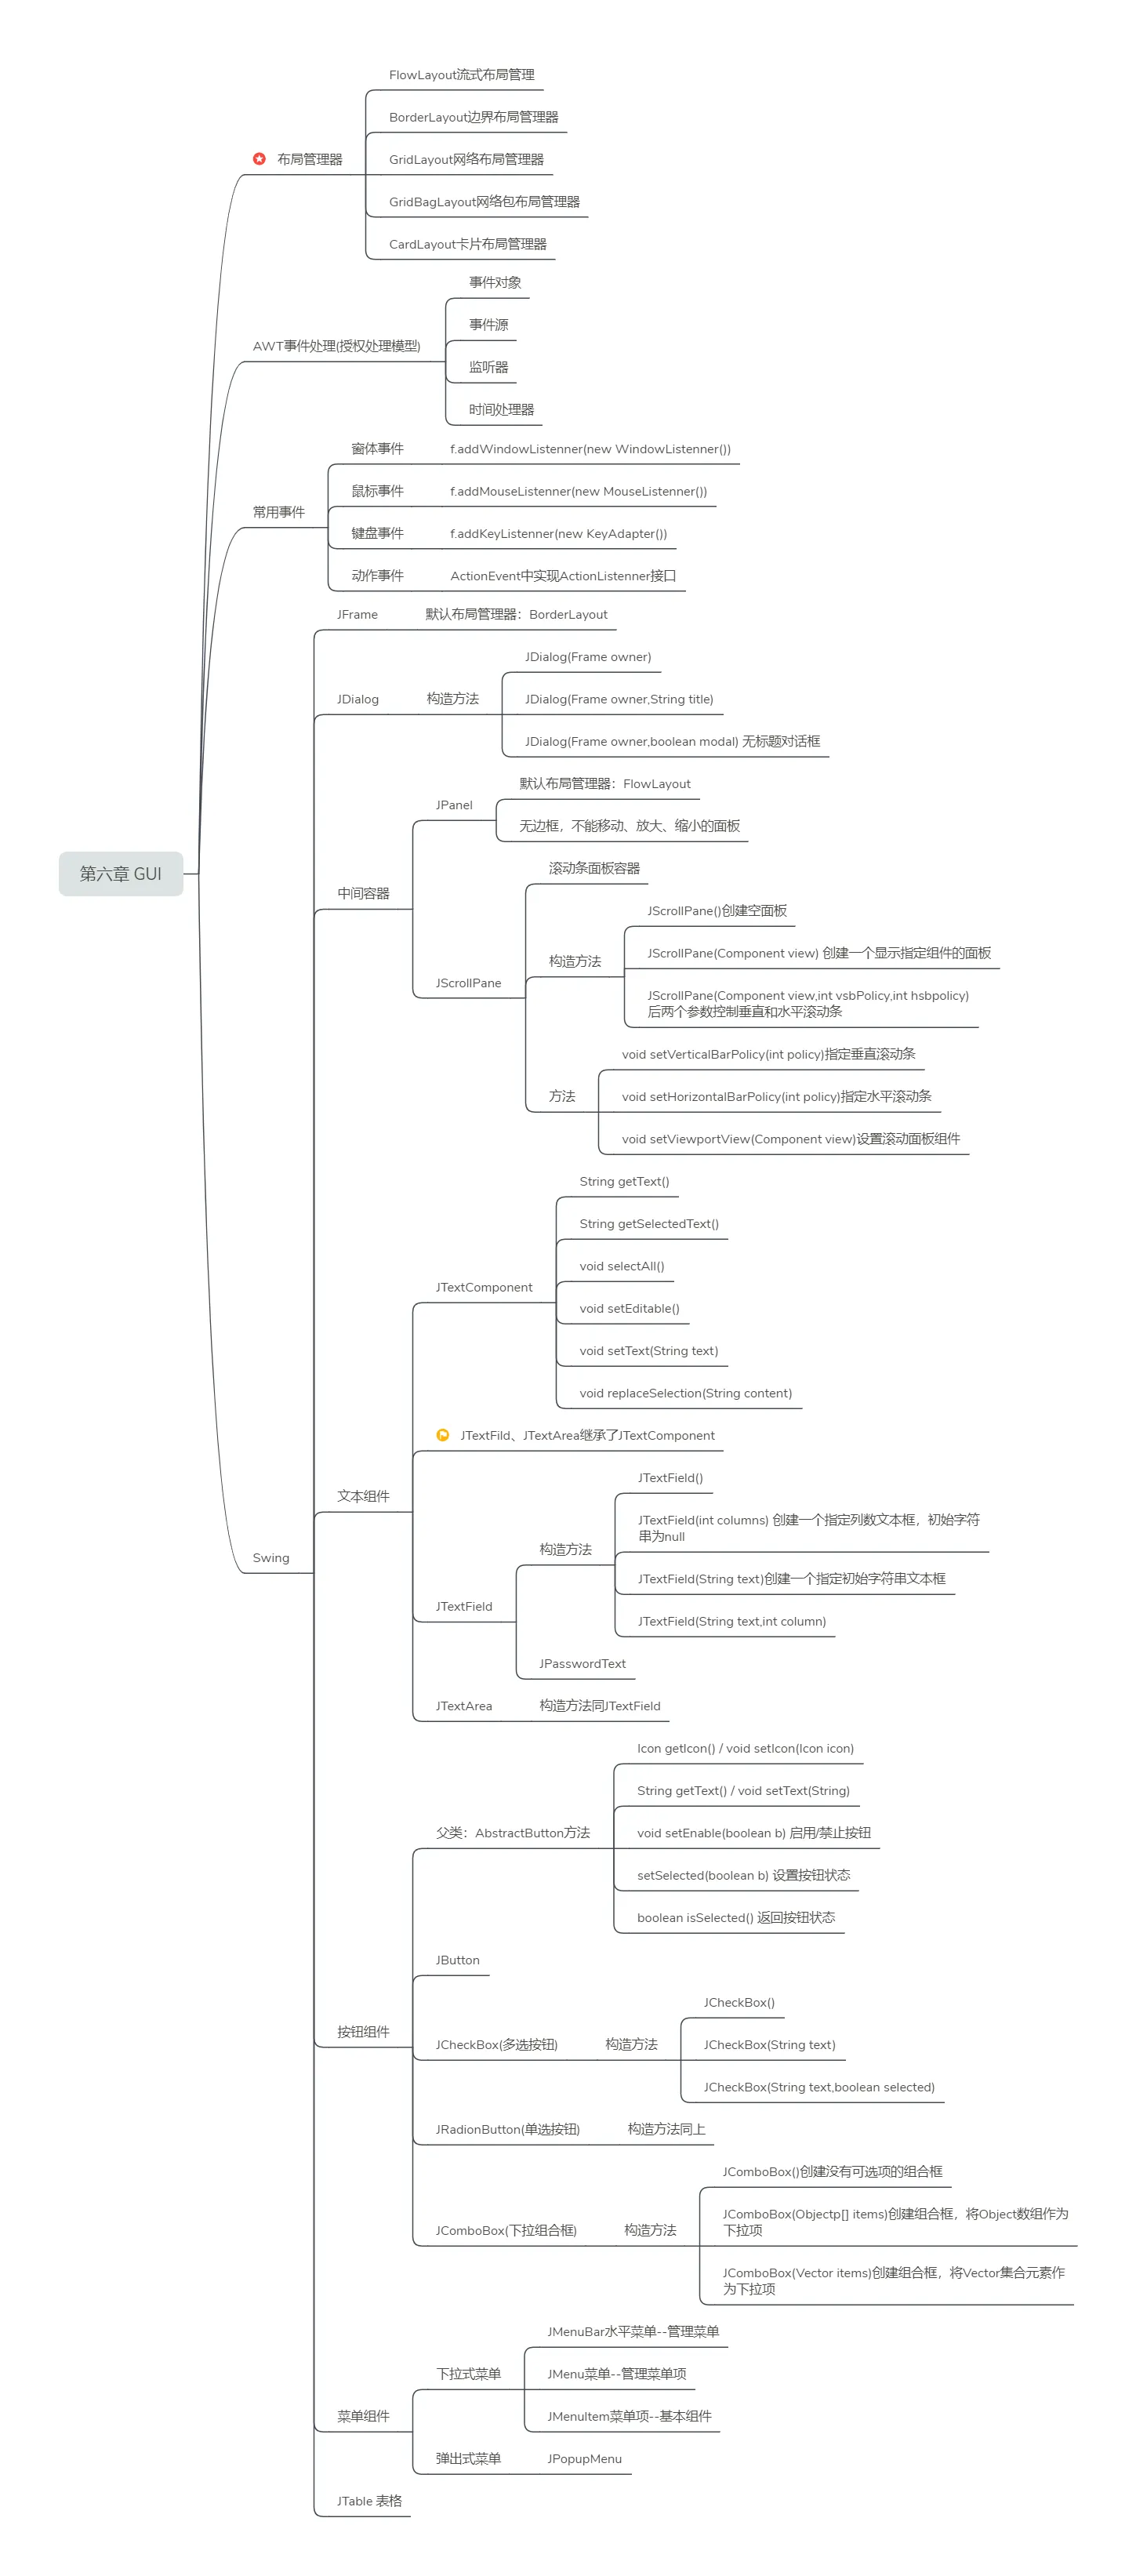 第六章 GUI
布局管理器
FlowLayout流式布局管理
BorderLayout边界布局管理器
GridLayout网络布局管理器
GridBagLayout网络包布局管理器
CardLayout卡片布局管理器
AWT事件处理(授权处理模型)
事件对象
事件源
监听器
时间处理器
常用事件
窗体事件
f.addWindowListenner(new WindowListenner())
鼠标事件
f.addMouseListenner(new MouseListenner())
键盘事件
f.addKeyListenner(new KeyAdapter())
动作事件
ActionEvent中实现ActionListenner接口
Swing
JFrame
默认布局管理器：BorderLayout
JDialog
构造方法
JDialog(Frame owner)
JDialog(Frame owner,String title)
JDialog(Frame owner,boolean modal) 无标题对话框
中间容器
JPanel
默认布局管理器：FlowLayout
无边框，不能移动、放大、缩小的面板
JScrollPane
滚动条面板容器
构造方法
JScrollPane()创建空面板
JScrollPane(Component view) 创建一个显示指定组件的面板
JScrollPane(Component view,int vsbPolicy,int hsbpolicy)
后两个参数控制垂直和水平滚动条
方法
void setVerticalBarPolicy(int policy)指定垂直滚动条
void setHorizontalBarPolicy(int policy)指定水平滚动条
void setViewportView(Component view)设置滚动面板组件
文本组件
JTextComponent
String getText()
String getSelectedText()
void selectAll()
void setEditable()
void setText(String text)
void replaceSelection(String content)
JTextFild、JTextArea继承了JTextComponent
JTextField
构造方法
JTextField()
JTextField(int columns) 创建一个指定列数文本框，初始字符
串为null
JTextField(String text)创建一个指定初始字符串文本框
JTextField(String text,int column)
JPasswordText
JTextArea
构造方法同JTextField
按钮组件
父类：AbstractButton方法
Icon getIcon() / void setIcon(Icon icon)
String getText() / void setText(String)
void setEnable(boolean b) 启用/禁止按钮
setSelected(boolean b) 设置按钮状态
boolean isSelected() 返回按钮状态
JButton
JCheckBox(多选按钮)
构造方法
JCheckBox()
JCheckBox(String text)
JCheckBox(String text,boolean selected)
JRadionButton(单选按钮)
构造方法同上
JComboBox(下拉组合框)
构造方法
JComboBox()创建没有可选项的组合框
JComboBox(Objectp[] items)创建组合框，将Object数组作为
下拉项
JComboBox(Vector items)创建组合框，将Vector集合元素作
为下拉项
菜单组件
下拉式菜单
JMenuBar水平菜单--管理菜单
JMenu菜单--管理菜单项
JMenuItem菜单项--基本组件
弹出式菜单
JPopupMenu
JTable 表格